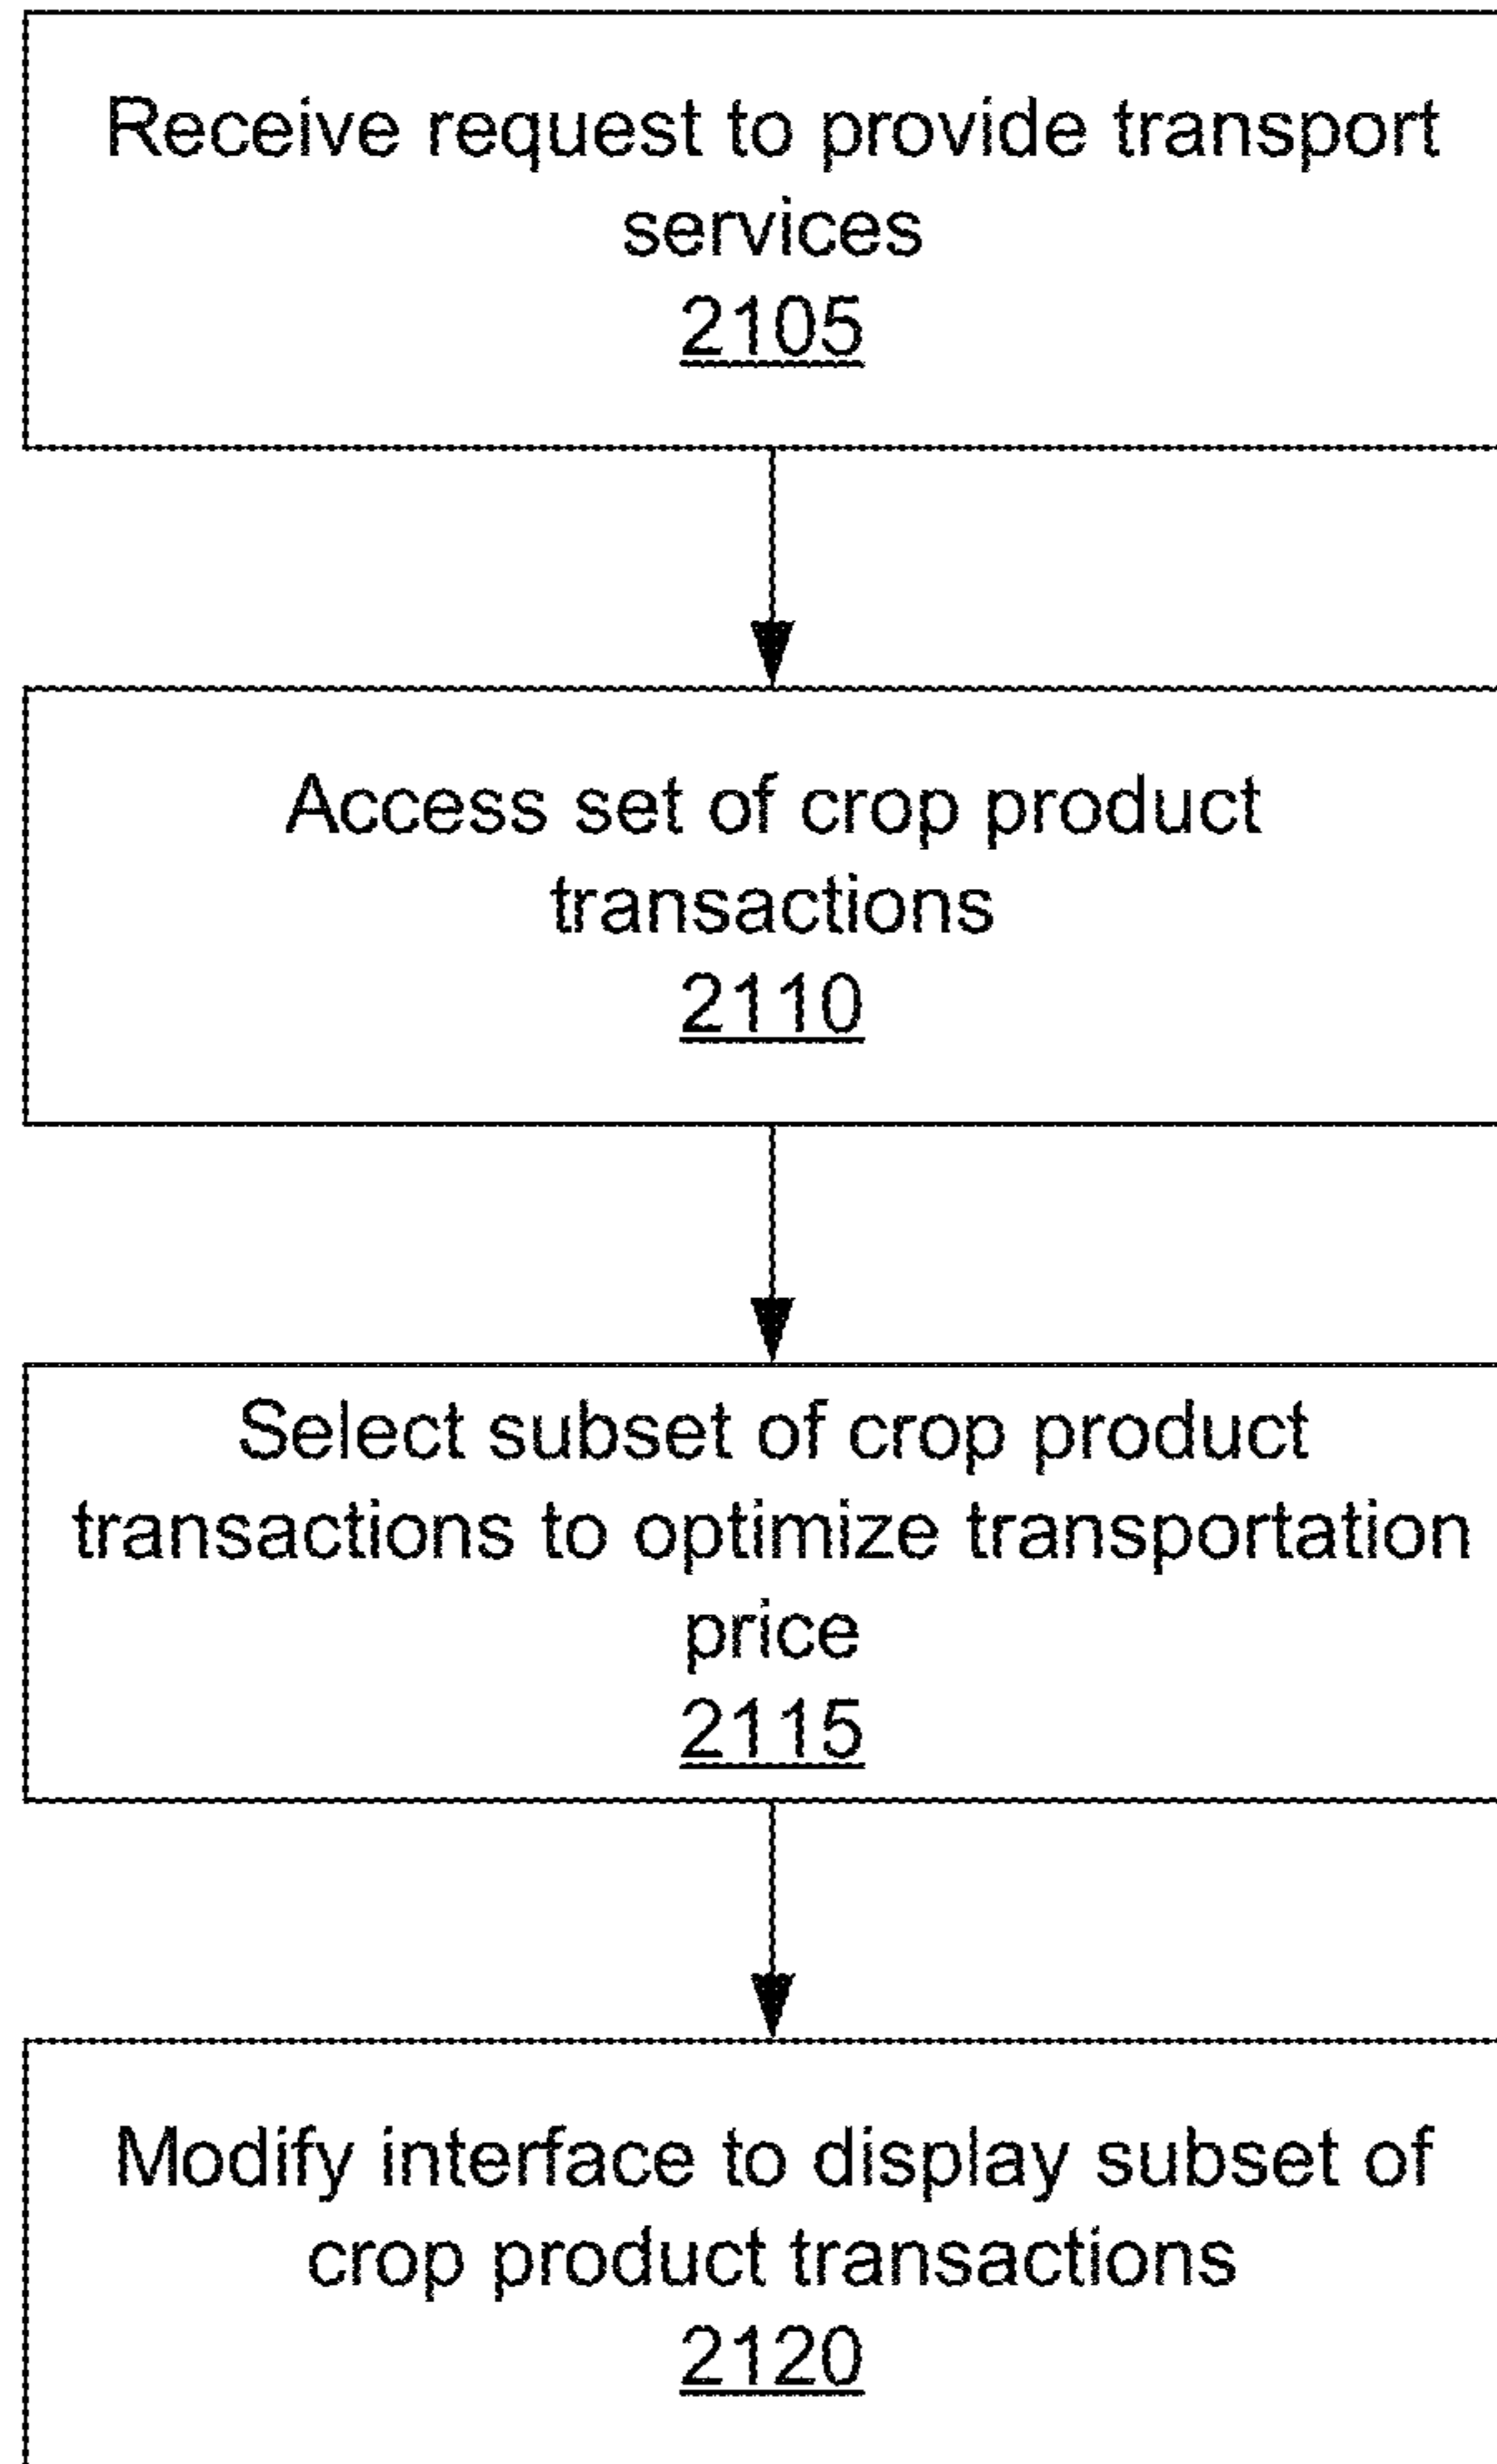 Receive request to provide transport
services
2105
Access set of crop product
transactions
2110
Select subset of crop product
transactions to optimize transportation
price
2115
Modify interface to display subset of
crop product transactions
2120